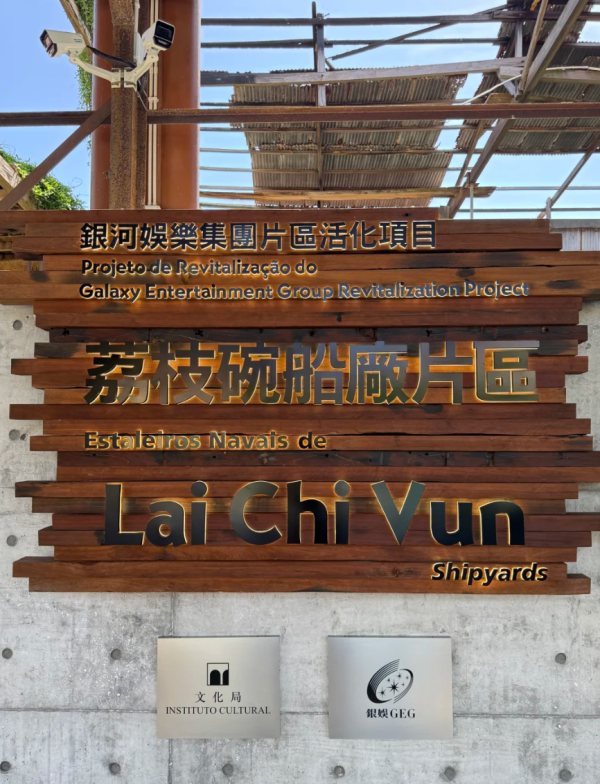 銀河娛樂集團片區活化項目
Projeto de Revitalização do
Galaxy Entertainment Group Revitalization Project
荔枝碗船廠片區
Estaleiros Navais de
Lai Chi Vun
Shipyards
文化局
INSTITUTO CULTURAL
銀娛GEG